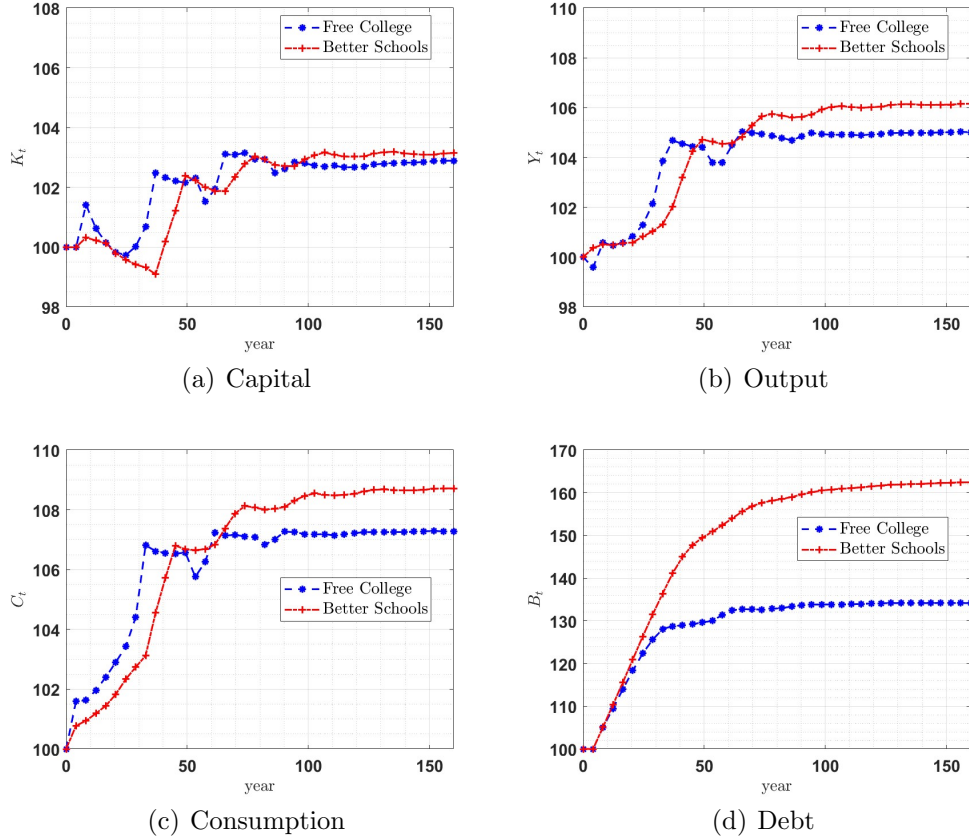 108
106
104
102
100
98
K_t
0
50
100
150
year
Free College
Better Schools
(a) Capital
110
108
106
104
102
100
98
Y_t
0
50
100
150
year
Free College
Better Schools
(b) Output
110
108
106
104
102
100
C_t
0
50
100
150
year
Free College
Better Schools
(c) Consumption
170
160
150
140
130
120
110
100
B_t
0
50
100
150
year
Free College
Better Schools
(d) Debt